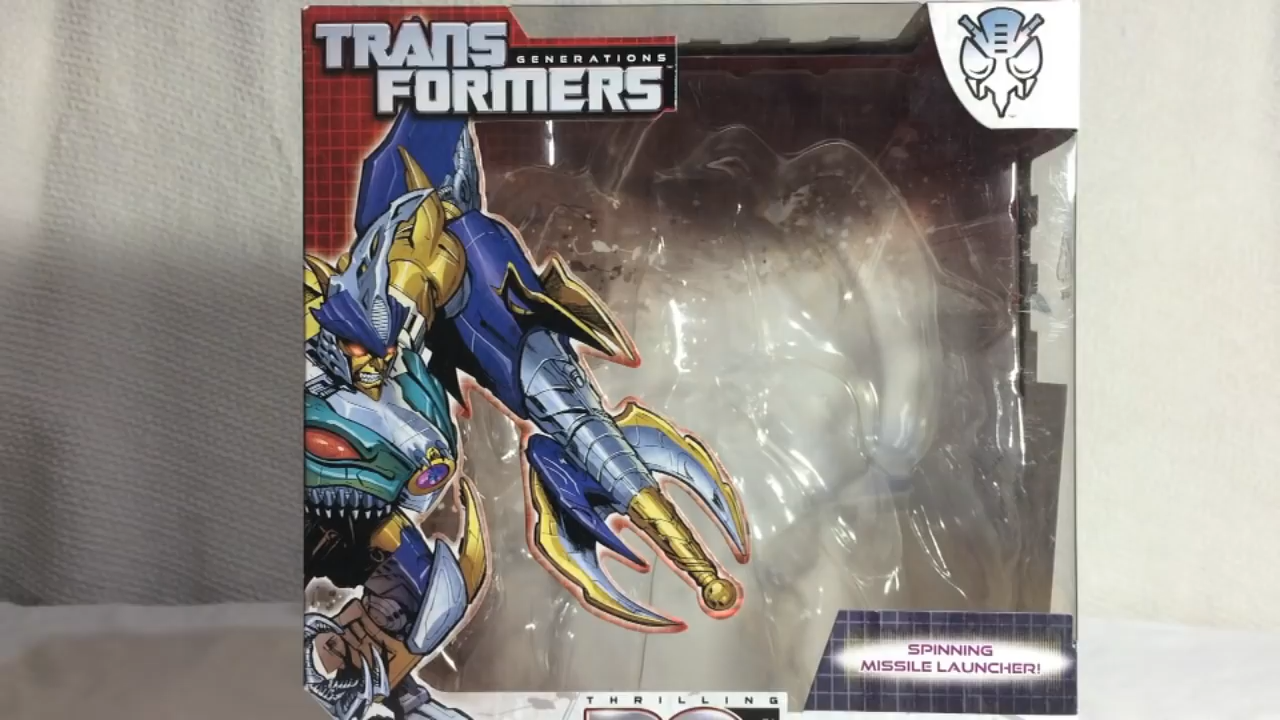 TRANS
GENERATIONS
FORMERS
SPINNING
MISSILE LAUNCHER!
THRILLING